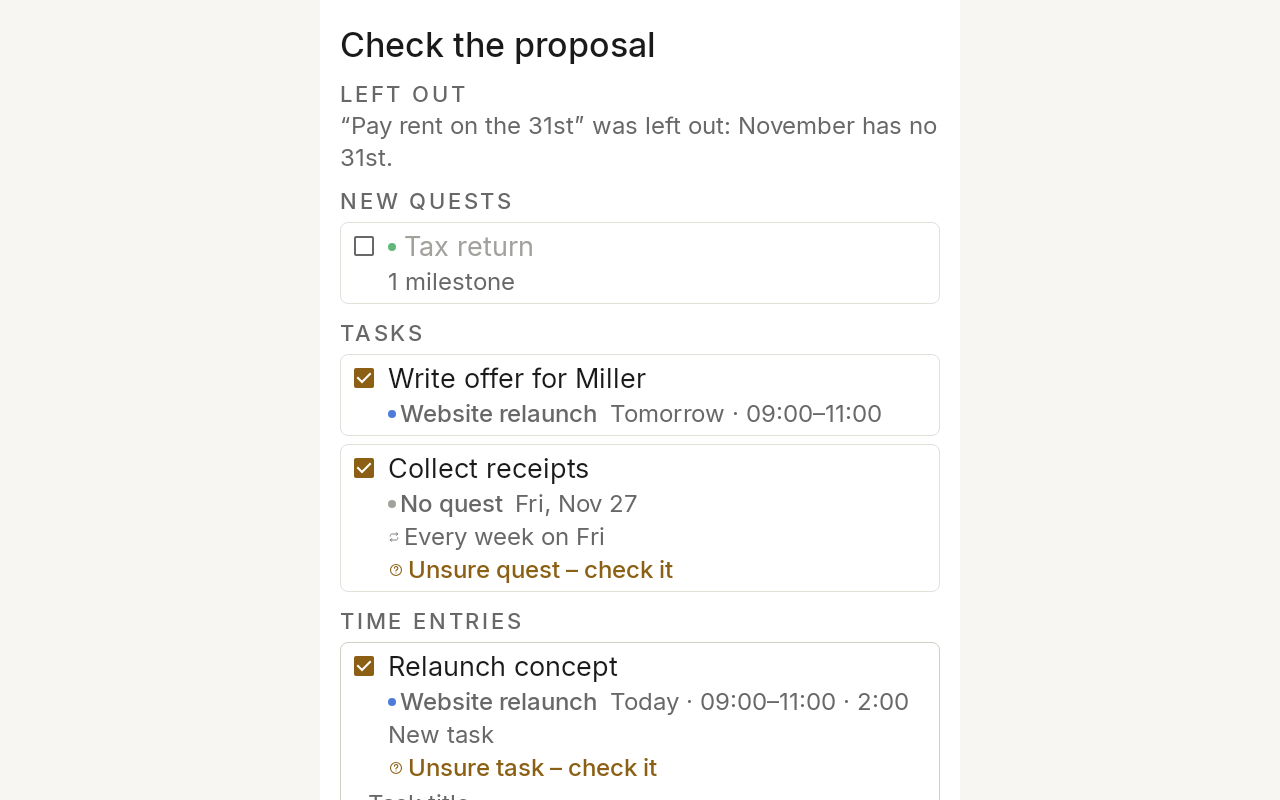 Check the proposal
LEFT OUT
“Pay rent on the 31st” was left out: November has no
31st.
NEW QUESTS
Tax return
1 milestone
TASKS
Write offer for Miller
Website relaunch Tomorrow · 09:00–11:00
Collect receipts
No quest Fri, Nov 27
Every week on Fri
Unsure quest – check it
TIME ENTRIES
Relaunch concept
Website relaunch Today · 09:00–11:00 · 2:00
New task
Unsure task – check it
Task title